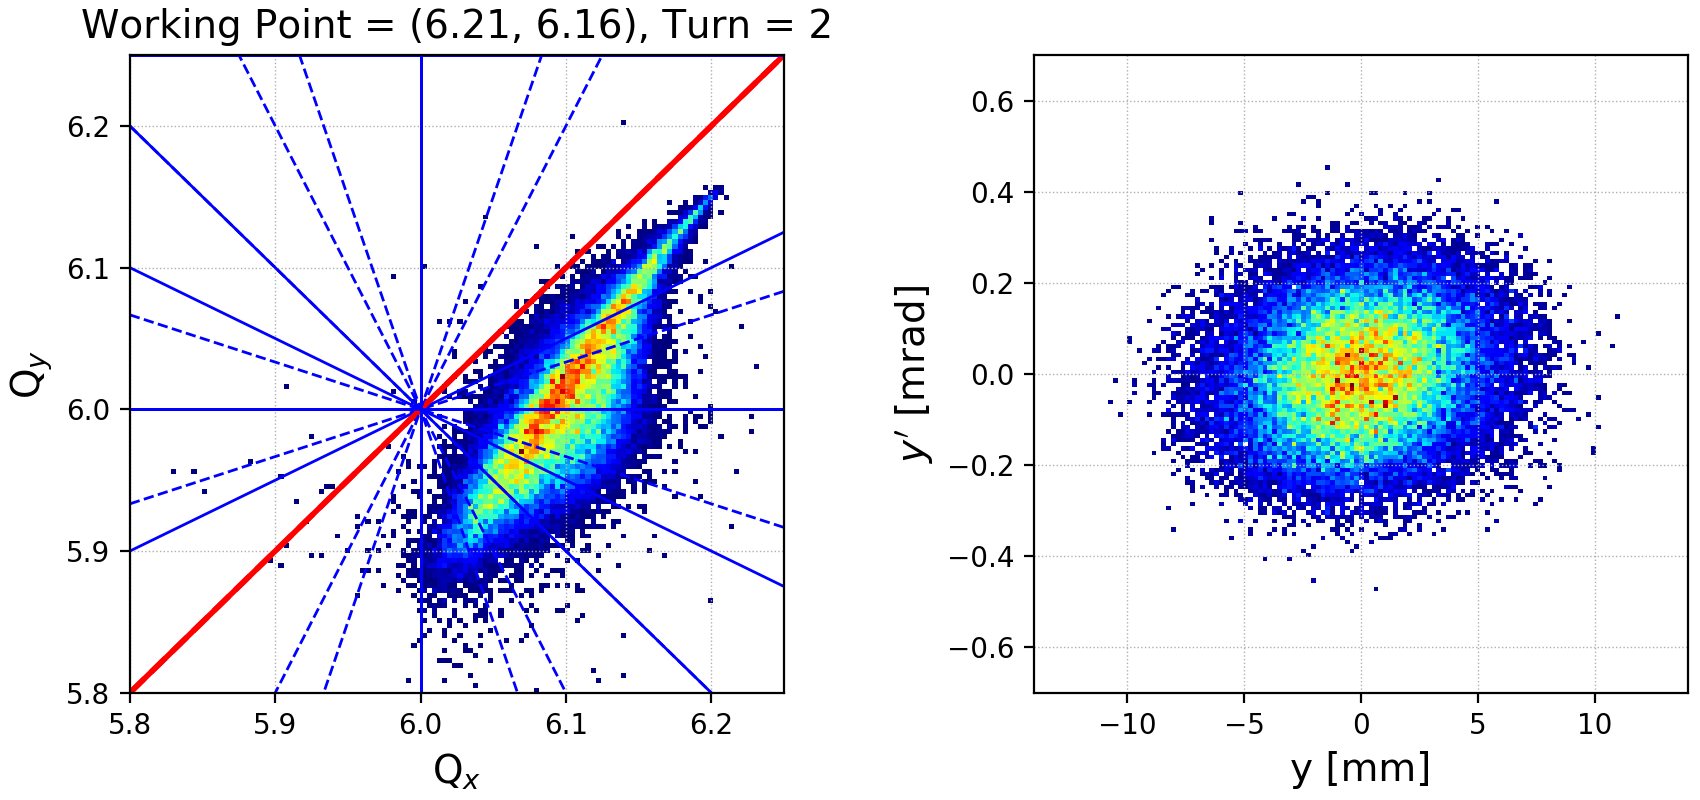 Working Point = (6.21, 6.16), Turn = 2
6.2
6.1
6.0
5.9
5.8
Q_y
5.8 5.9 6.0 6.1 6.2
Q_x
0.6
0.4
0.2
0.0
−0.2
−0.4
−0.6
y′ [mrad]
−10 −5 0 5 10
y [mm]